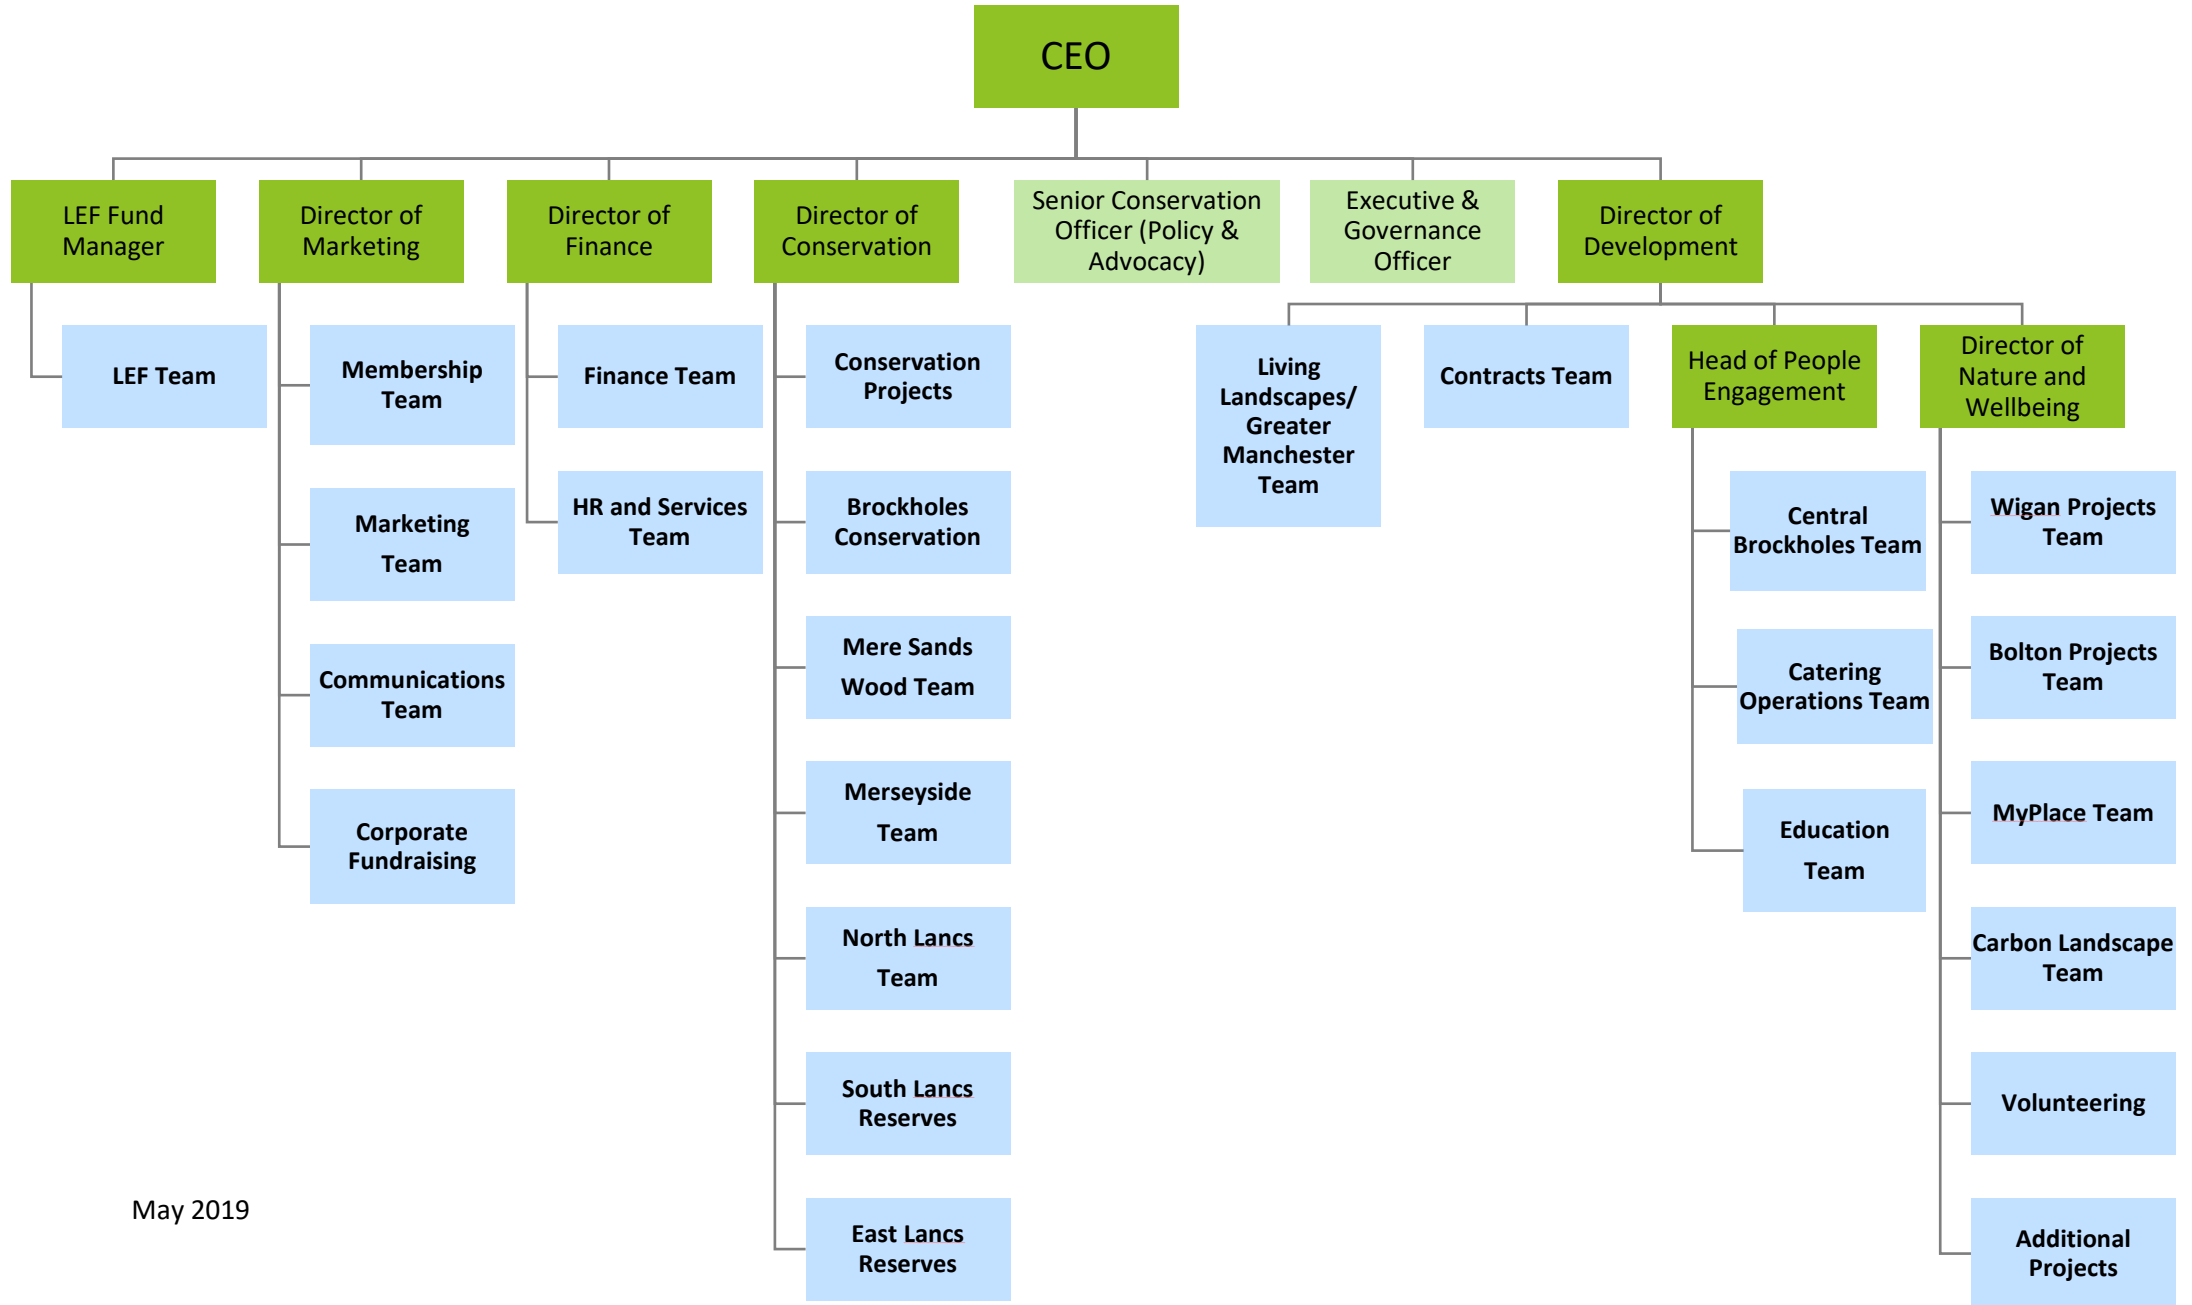 CEO
LEF Fund
Manager
Director of
Marketing
Director of
Finance
Director of
Conservation
Senior Conservation
Officer (Policy &
Advocacy)
Executive &
Governance
Officer
Director of
Development
LEF Team
Membership
Team
Marketing
Team
Communications
Team
Corporate
Fundraising
Finance Team
HR and Services
Team
Conservation
Projects
Brockholes
Conservation
Mere Sands
Wood Team
Merseyside
Team
North Lancs
Team
South Lancs
Reserves
East Lancs
Reserves
Living
Landscapes/
Greater
Manchester
Team
Contracts Team
Head of People
Engagement
Central
Brockholes Team
Catering
Operations Team
Education
Team
Director of
Nature and
Wellbeing
Wigan Projects
Team
Bolton Projects
Team
MyPlace Team
Carbon Landscape
Team
Volunteering
Additional
Projects
May 2019